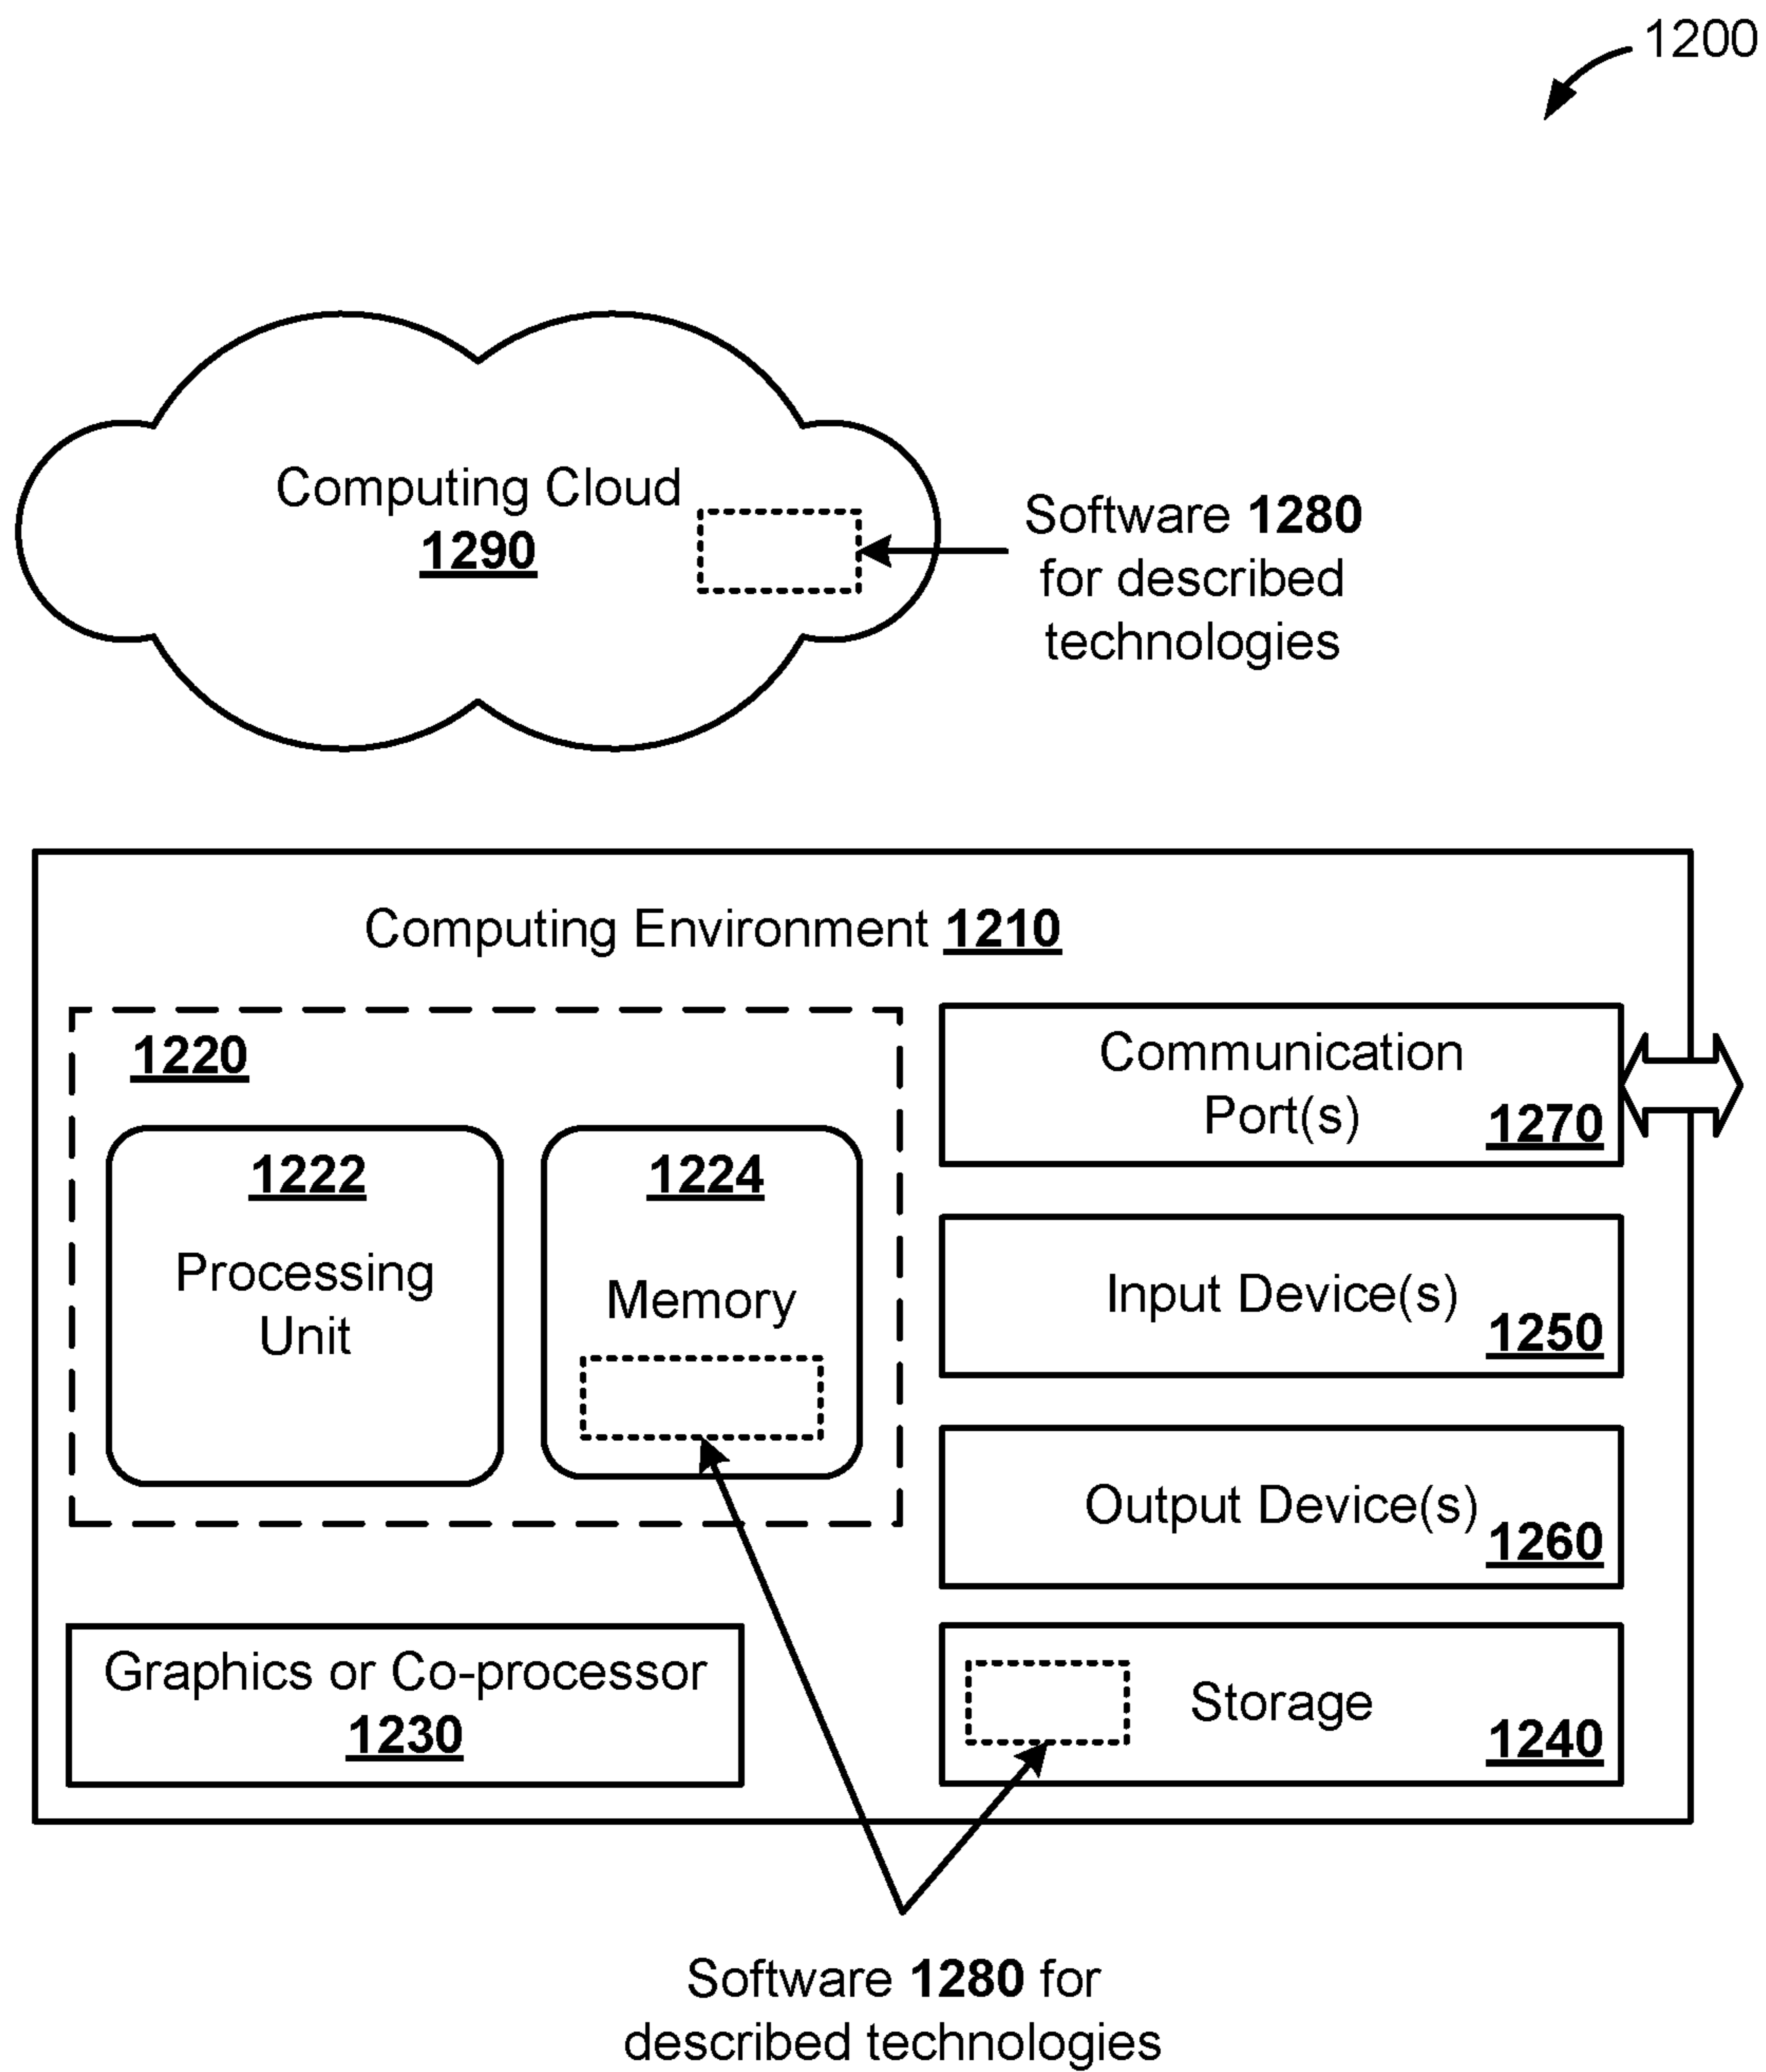 1200
Computing Cloud
1290
Software 1280
for described
technologies
Computing Environment 1210
1220
1222
Processing
Unit
1224
Memory
Communication
Port(s)
1270
Input Device(s)
1250
Output Device(s)
1260
Graphics or Co-processor
1230
Storage
1240
Software 1280 for
described technologies